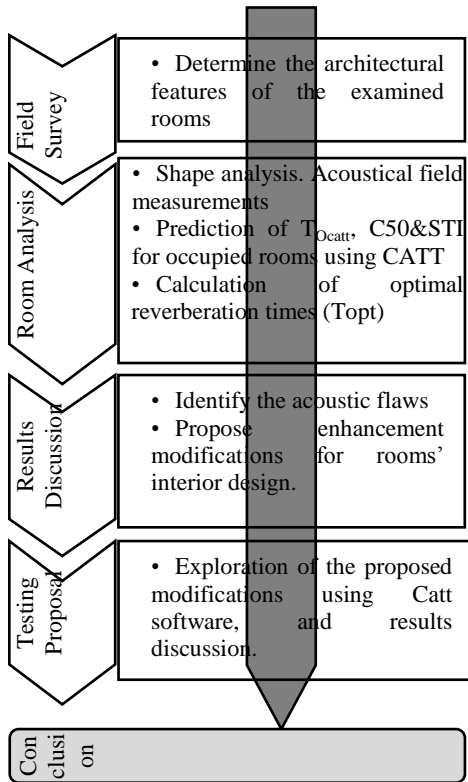 Field
Survey
• Determine the architectural
features of the examined
rooms
Room Analysis
• Shape analysis. Acoustical field
measurements
• Prediction of TOcatt, C50&STI
for occupied rooms using CATT
• Calculation of optimal
reverberation times (Topt)
Results
Discussion
• Identify the acoustic flaws
• Propose enhancement
modifications for rooms’
interior design.
Testing
Proposal
• Exploration of the proposed
modifications using Catt
software, and results
discussion.
Con
clusi
on